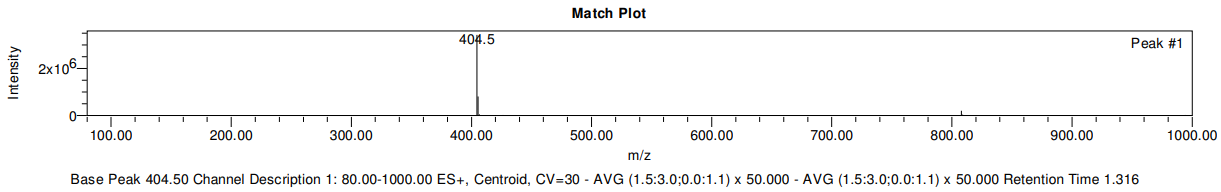 Match Plot
404.5
Peak #1
Intensity
2x10⁶
0
100.00 200.00 300.00 400.00 500.00 600.00 700.00 800.00 900.00 1000.00
m/z
Base Peak 404.50 Channel Description 1: 80.00-1000.00 ES+, Centroid, CV=30 - AVG (1.5:3.0;0.0:1.1) x 50.000 - AVG (1.5:3.0;0.0:1.1) x 50.000 Retention Time 1.316